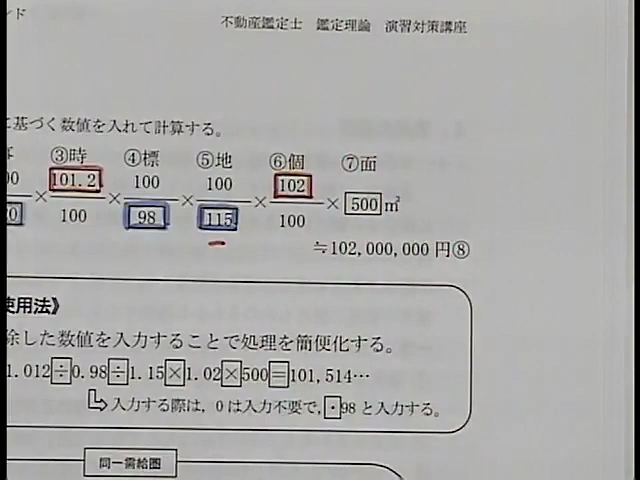 ド
不動産鑑定士 鑑定理論 演習対策講座
に基づく数値を入れて計算する。
③時 ④標 ⑤地 ⑥個 ⑦面
00 101.2 100 100 102
× × × × × 500 ㎡
0 100 98 115 100
≒102,000,000 円⑧
使用法》
除した数値を入力することで処理を簡便化する。
1.012÷0.98÷1.15×1.02×500=101,514…
入力する際は，0 は入力不要で，・98 と入力する。
同一需給圏